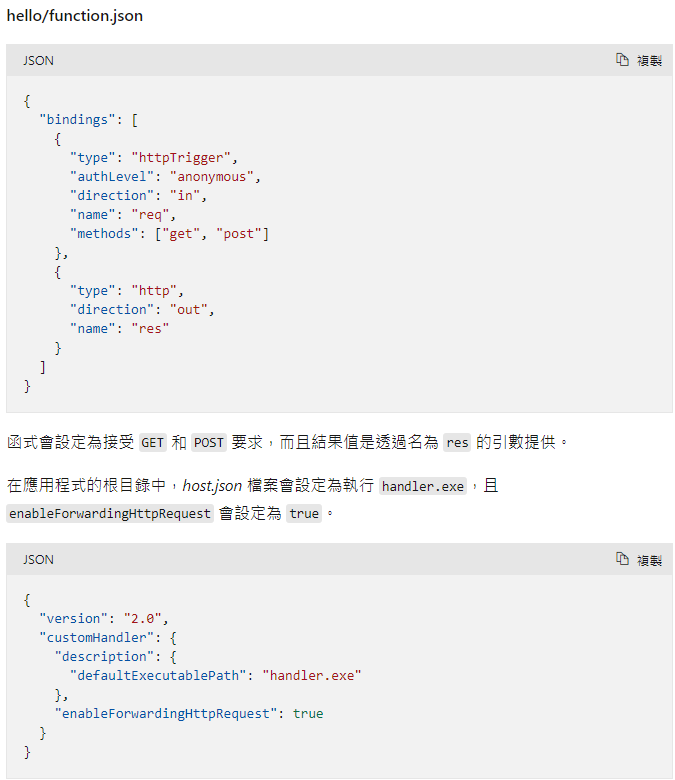 hello/function.json
JSON 複製
{
  "bindings": [
    {
      "type": "httpTrigger",
      "authLevel": "anonymous",
      "direction": "in",
      "name": "req",
      "methods": ["get", "post"]
    },
    {
      "type": "http",
      "direction": "out",
      "name": "res"
    }
  ]
}
函式會設定為接受 GET 和 POST 要求，而且結果值是透過名為 res 的引數提供。
在應用程式的根目錄中，host.json 檔案會設定為執行 handler.exe，且
enableForwardingHttpRequest 會設定為 true。
JSON 複製
{
  "version": "2.0",
  "customHandler": {
    "description": {
      "defaultExecutablePath": "handler.exe"
    },
    "enableForwardingHttpRequest": true
  }
}